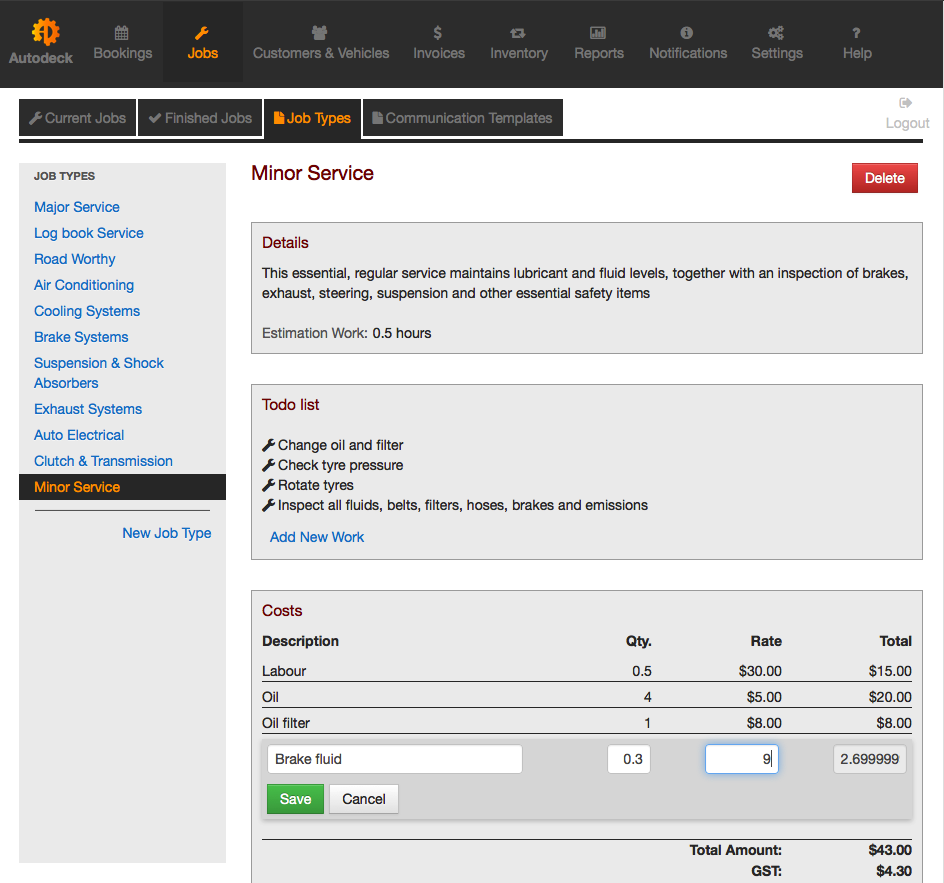 Autodeck
Bookings
Jobs
Customers & Vehicles
Invoices
Inventory
Reports
Notifications
Settings
Help
Current Jobs
Finished Jobs
Job Types
Communication Templates
Logout
JOB TYPES
Major Service
Log book Service
Road Worthy
Air Conditioning
Cooling Systems
Brake Systems
Suspension & Shock
Absorbers
Exhaust Systems
Auto Electrical
Clutch & Transmission
Minor Service
New Job Type
Minor Service
Delete
Details
This essential, regular service maintains lubricant and fluid levels, together with an inspection of brakes,
exhaust, steering, suspension and other essential safety items
Estimation Work: 0.5 hours
Todo list
Change oil and filter
Check tyre pressure
Rotate tyres
Inspect all fluids, belts, filters, hoses, brakes and emissions
Add New Work
Costs
Description Qty. Rate Total
Labour 0.5 $30.00 $15.00
Oil 4 $5.00 $20.00
Oil filter 1 $8.00 $8.00
Brake fluid 0.3 9 2.699999
Save Cancel
Total Amount: $43.00
GST: $4.30